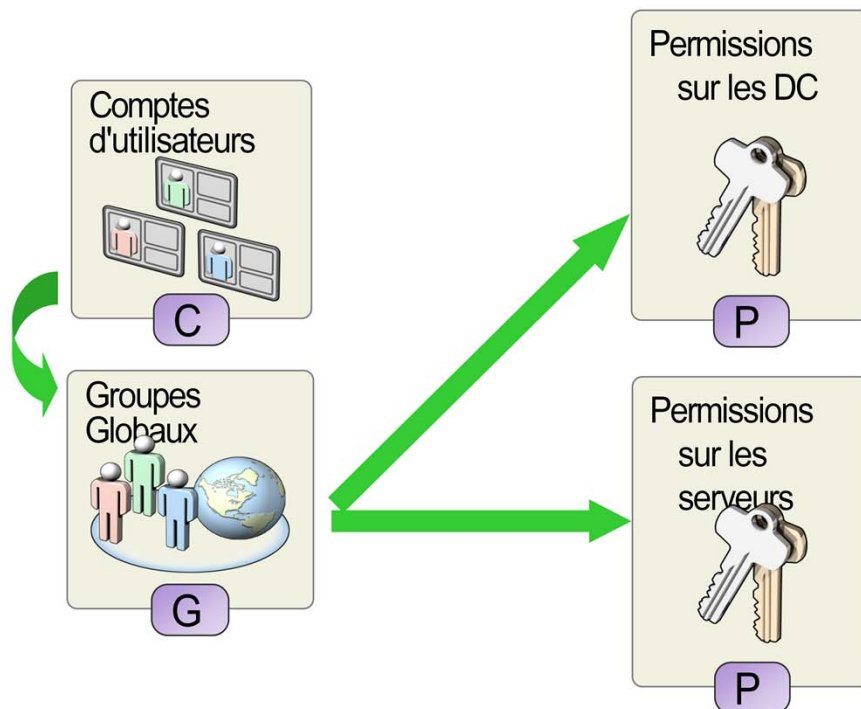 Comptes
d'utilisateurs
C
Groupes
Globaux
G
Permissions
sur les DC
P
Permissions
sur les
serveurs
P